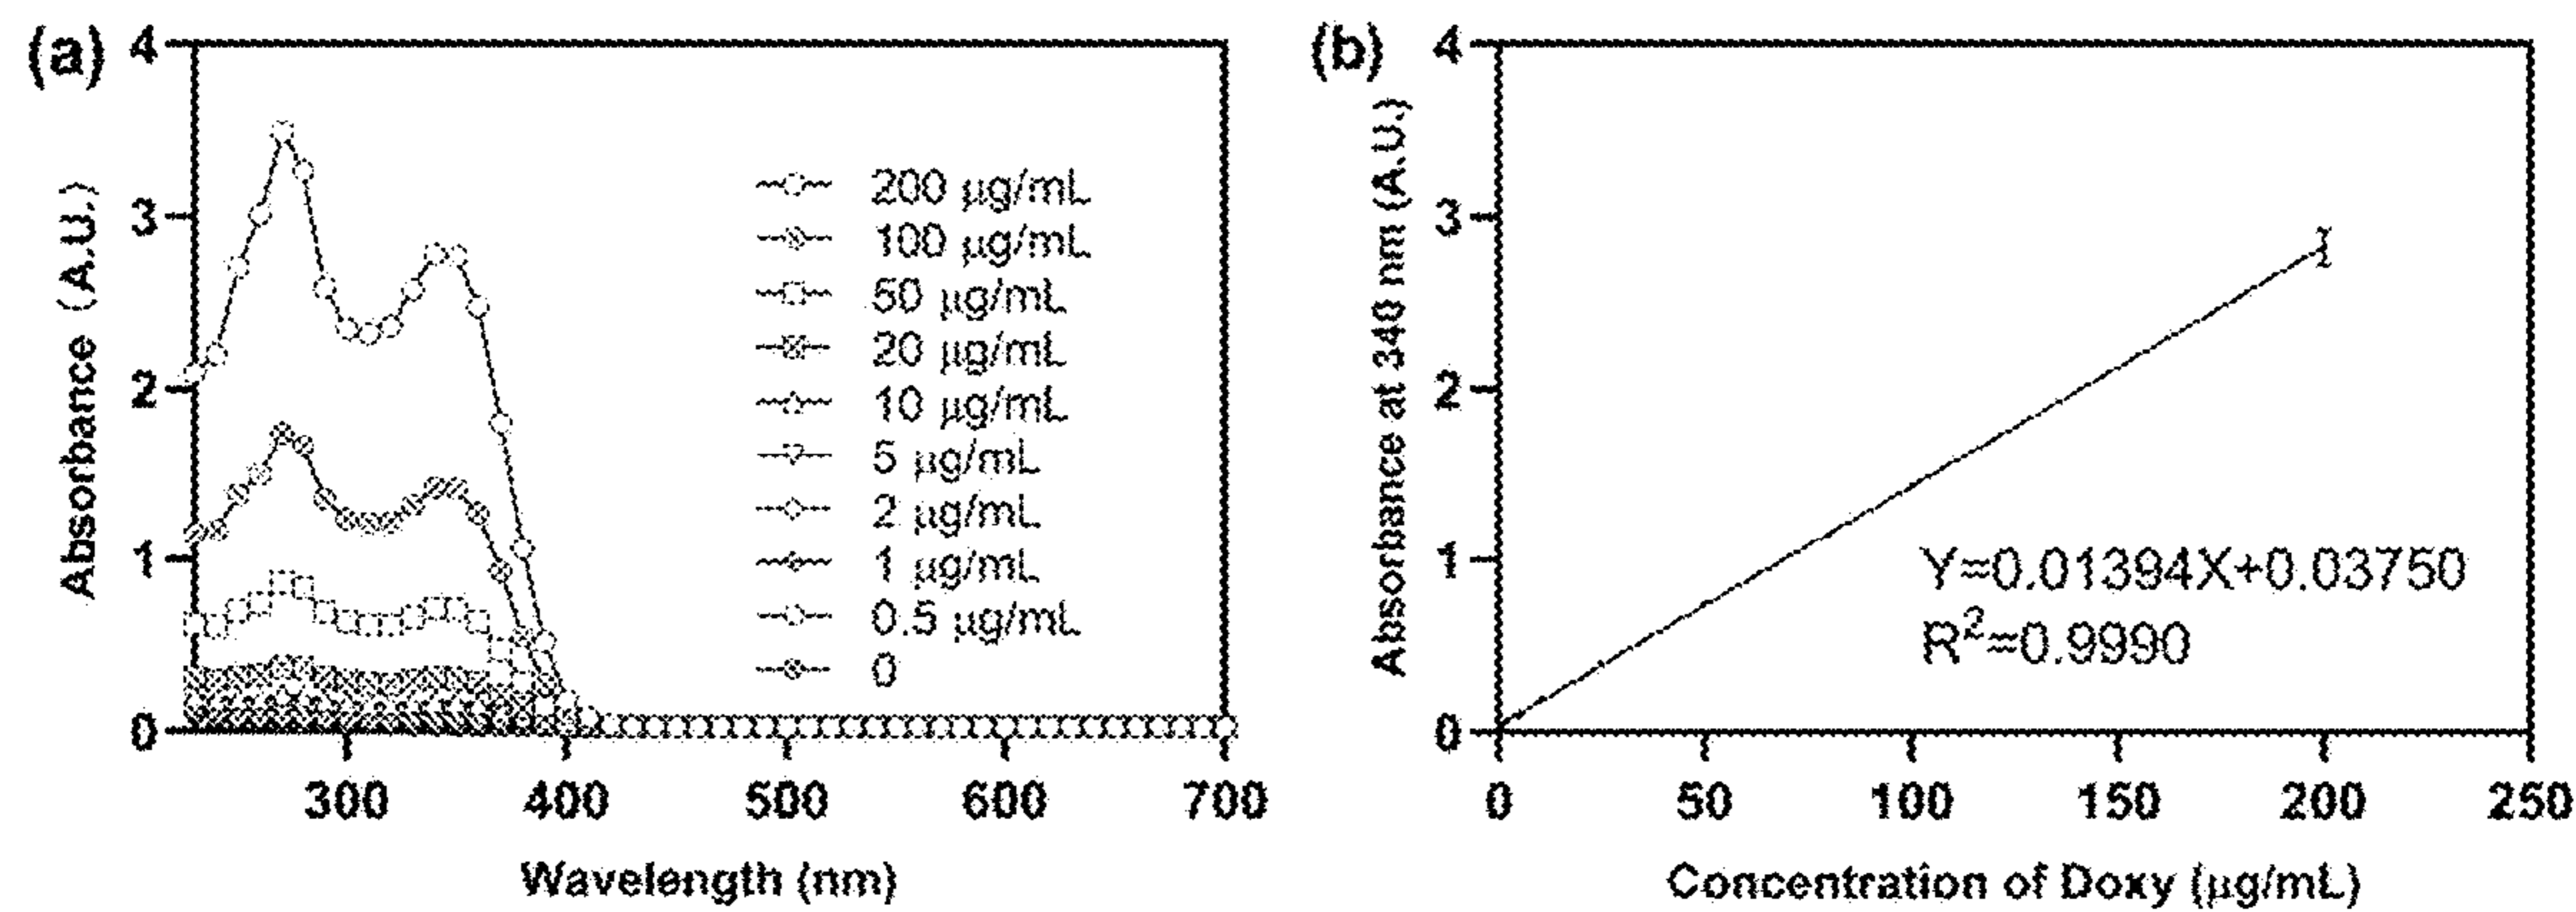 (a)
Absorbance (A.U.)
4
3
2
1
0
200 µg/mL
100 µg/mL
50 µg/mL
20 µg/mL
10 µg/mL
5 µg/mL
2 µg/mL
1 µg/mL
0.5 µg/mL
0
300 400 500 600 700
Wavelength (nm)
(b)
Absorbance at 340 nm (A.U.)
4
3
2
1
0
Y=0.01394X+0.03750
R²=0.9990
0 50 100 150 200 250
Concentration of Doxy (µg/mL)